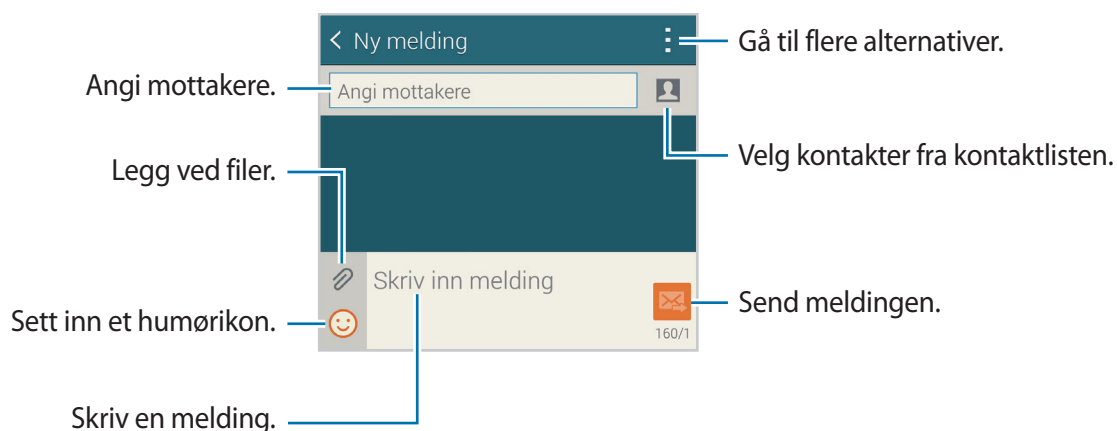 Ny melding
Gå til flere alternativer.
Angi mottakere.
Angi mottakere
Velg kontakter fra kontaktlisten.
Legg ved filer.
Skriv inn melding
Send meldingen.
Sett inn et humørikon.
160/1
Skriv en melding.